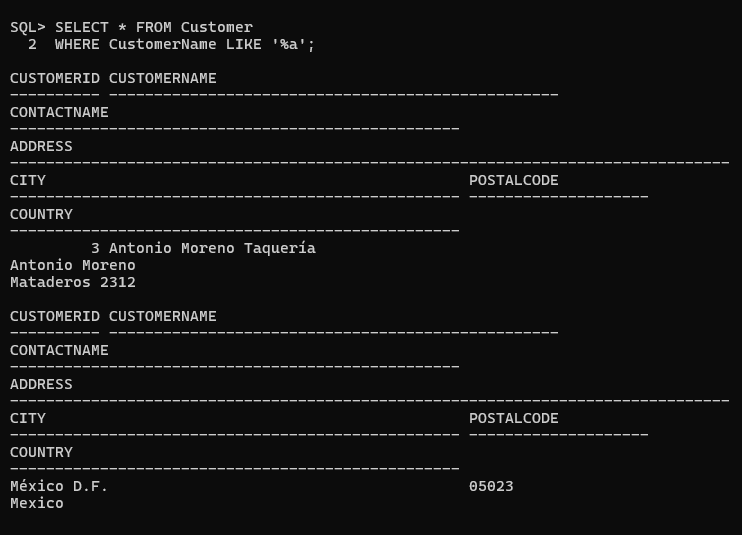 SQL> SELECT * FROM Customer
  2  WHERE CustomerName LIKE '%a';
CUSTOMERID CUSTOMERNAME
---------- --------------------------------------------------
CONTACTNAME
--------------------------------------------------
ADDRESS
--------------------------------------------------------------------------------
CITY                                               POSTALCODE
-------------------------------------------------- --------------------
COUNTRY
--------------------------------------------------
         3 Antonio Moreno Taquería
Antonio Moreno
Mataderos 2312
CUSTOMERID CUSTOMERNAME
---------- --------------------------------------------------
CONTACTNAME
--------------------------------------------------
ADDRESS
--------------------------------------------------------------------------------
CITY                                               POSTALCODE
-------------------------------------------------- --------------------
COUNTRY
--------------------------------------------------
México D.F.                                        05023
Mexico